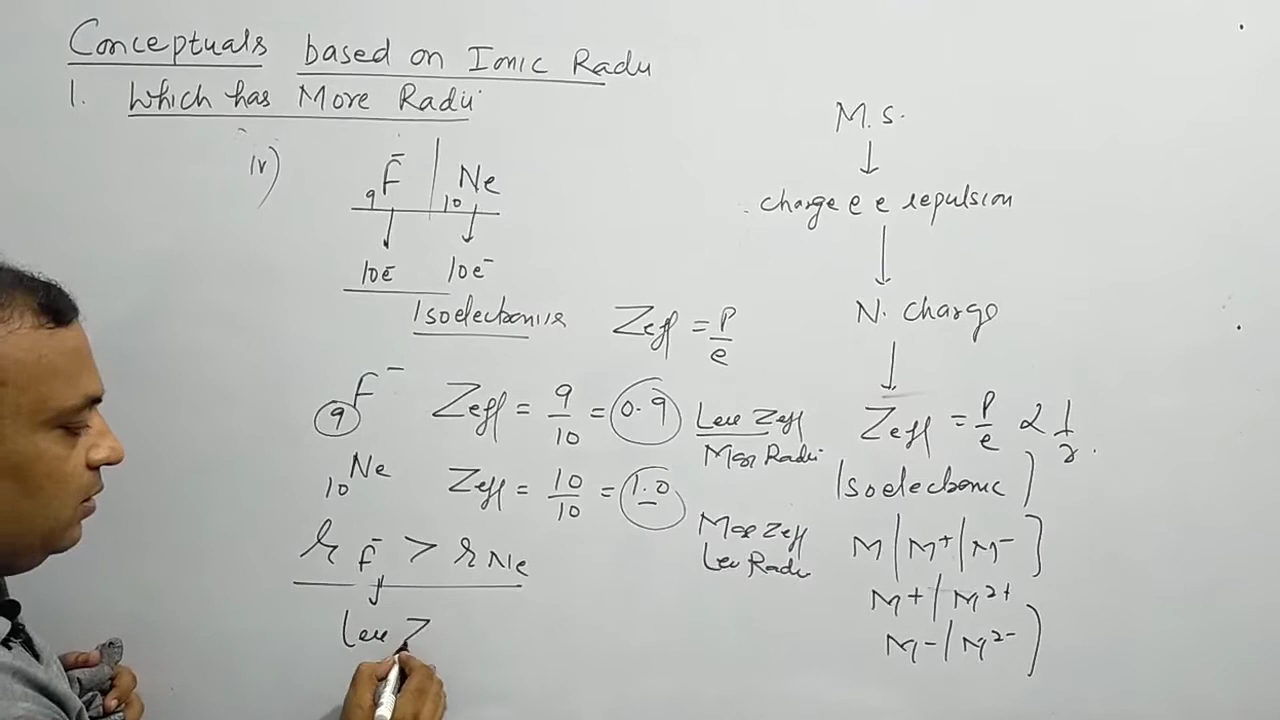 Conceptuals based on Ionic Radii
1. Which has More Radii
iv) ₉F⁻ | ₁₀Ne
10e⁻ 10e⁻
Isoelectronics
Zeff = P/e
₉F⁻ Zeff = 9/10 = 0.9 Less Zeff
More Radii
₁₀Ne Zeff = 10/10 = 1.0
More Zeff
Less Radii
r F⁻ > r Ne
Less Z
M.S.
↓
charge e e repulsion
↓
N. Charge
↓
Zeff = P/e ∝ 1/r.
Isoelectronic )
M | M⁺ | M⁻ ]
M⁺ | M²⁺
M⁻ | M²⁻ )